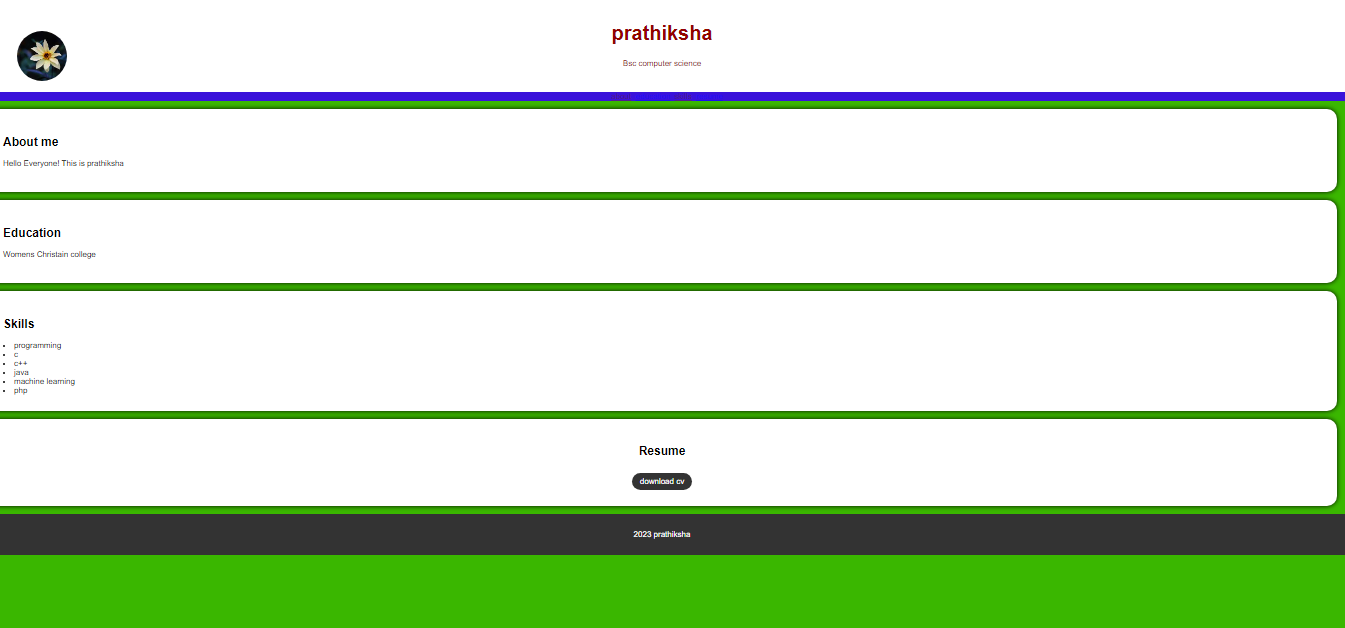 prathiksha
Bsc computer science
About me
Hello Everyone! This is prathiksha
Education
Womens Christain college
Skills
programming
c
c++
java
machine learning
php
Resume
download cv
2023 prathiksha